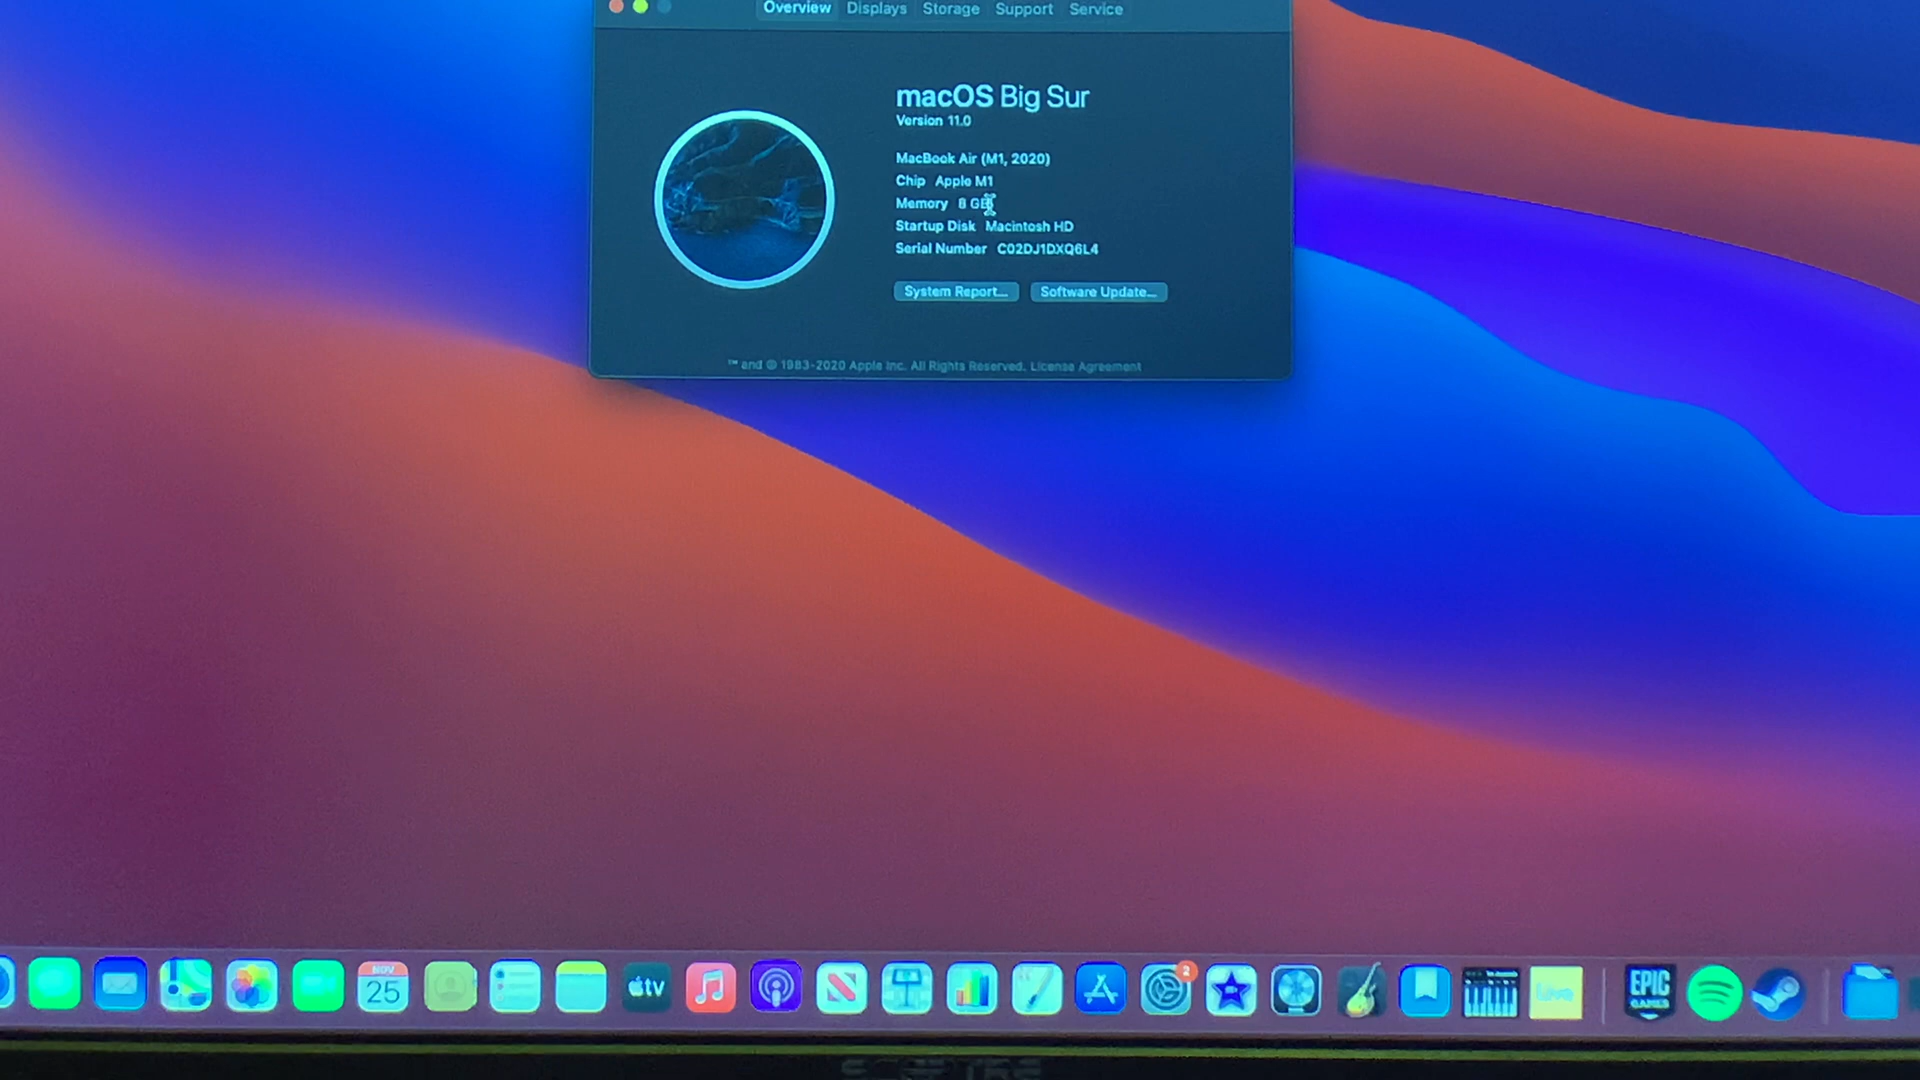 Overview Displays Storage Support Service
macOS Big Sur
Version 11.0
MacBook Air (M1, 2020)
Chip Apple M1
Memory 8 GB
Startup Disk Macintosh HD
Serial Number C02DJ1DXQ6L4
System Report...
Software Update...
™ and © 1983-2020 Apple Inc. All Rights Reserved. License Agreement
NOV
25
tv
2
EPIC
GAMES